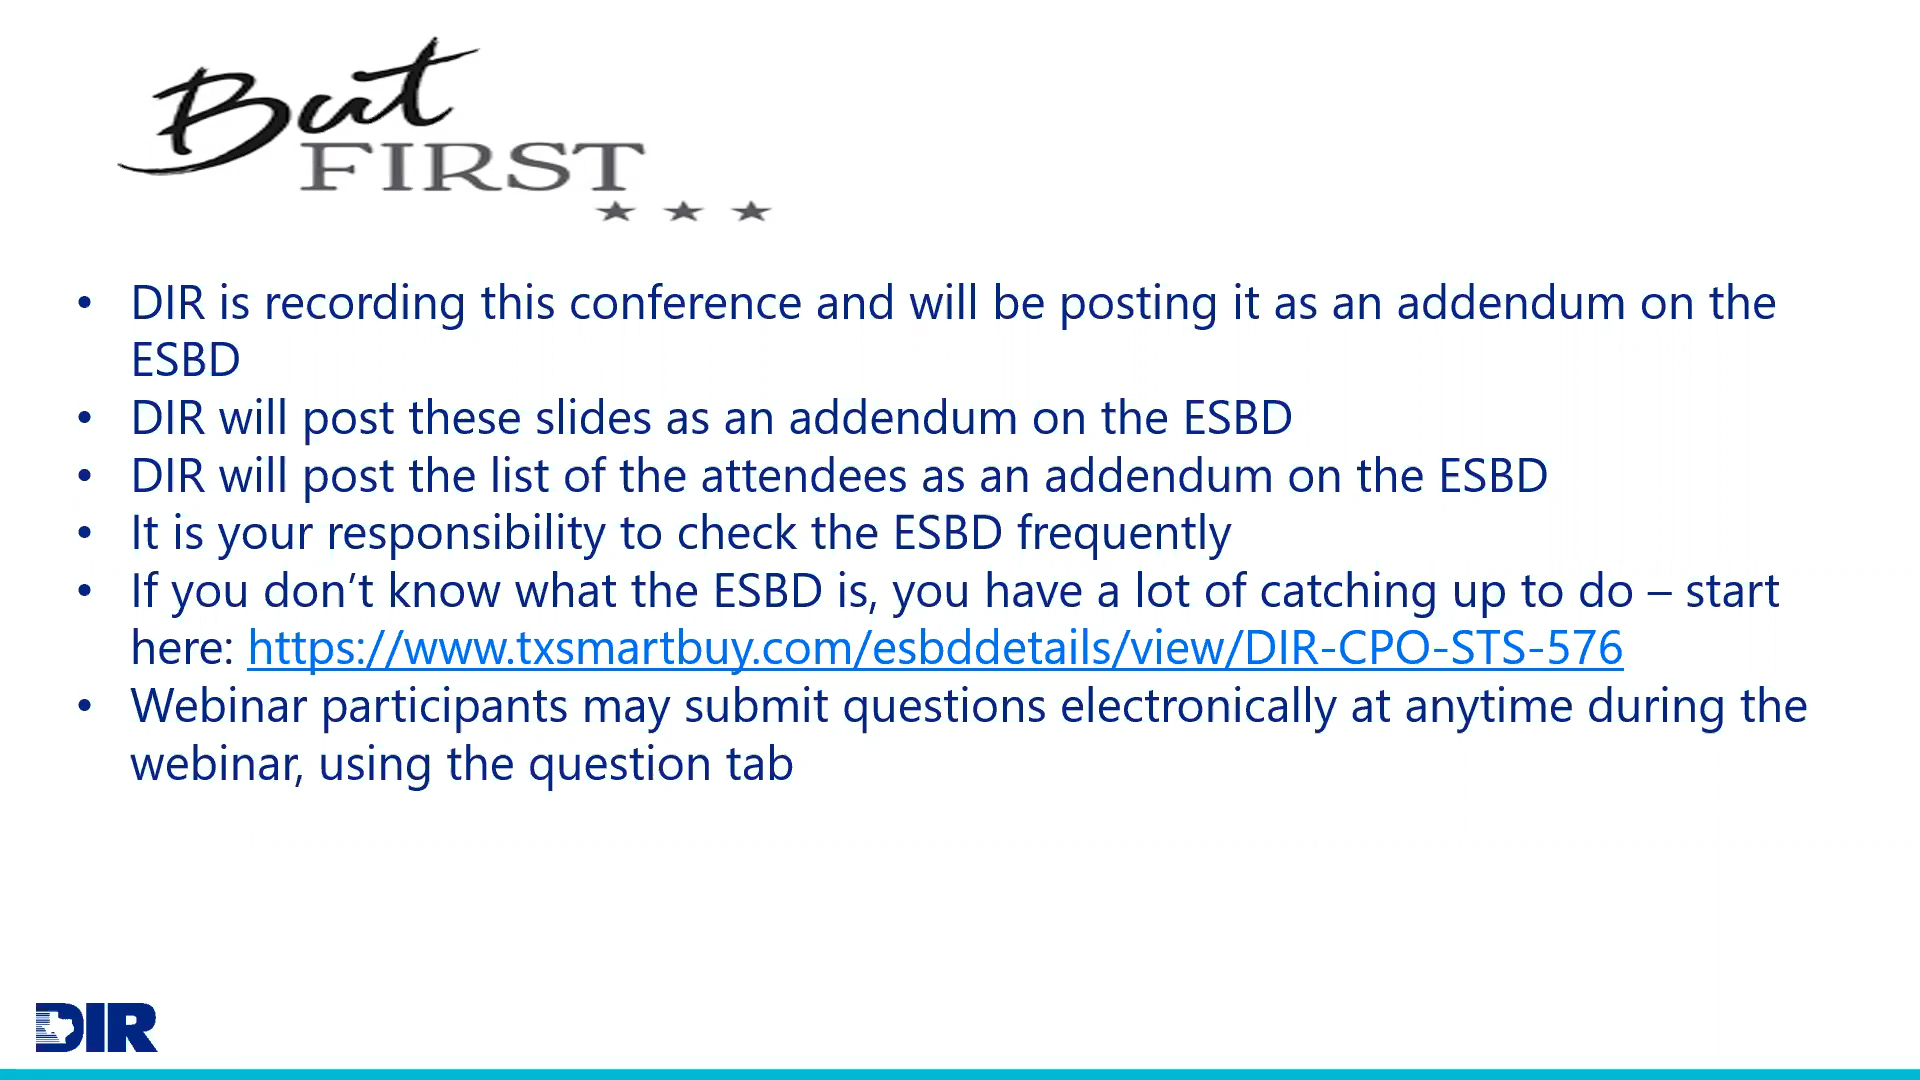 But
FIRST
• DIR is recording this conference and will be posting it as an addendum on the
ESBD
• DIR will post these slides as an addendum on the ESBD
• DIR will post the list of the attendees as an addendum on the ESBD
• It is your responsibility to check the ESBD frequently
• If you don’t know what the ESBD is, you have a lot of catching up to do – start
here: https://www.txsmartbuy.com/esbddetails/view/DIR-CPO-STS-576
• Webinar participants may submit questions electronically at anytime during the
webinar, using the question tab
DIR